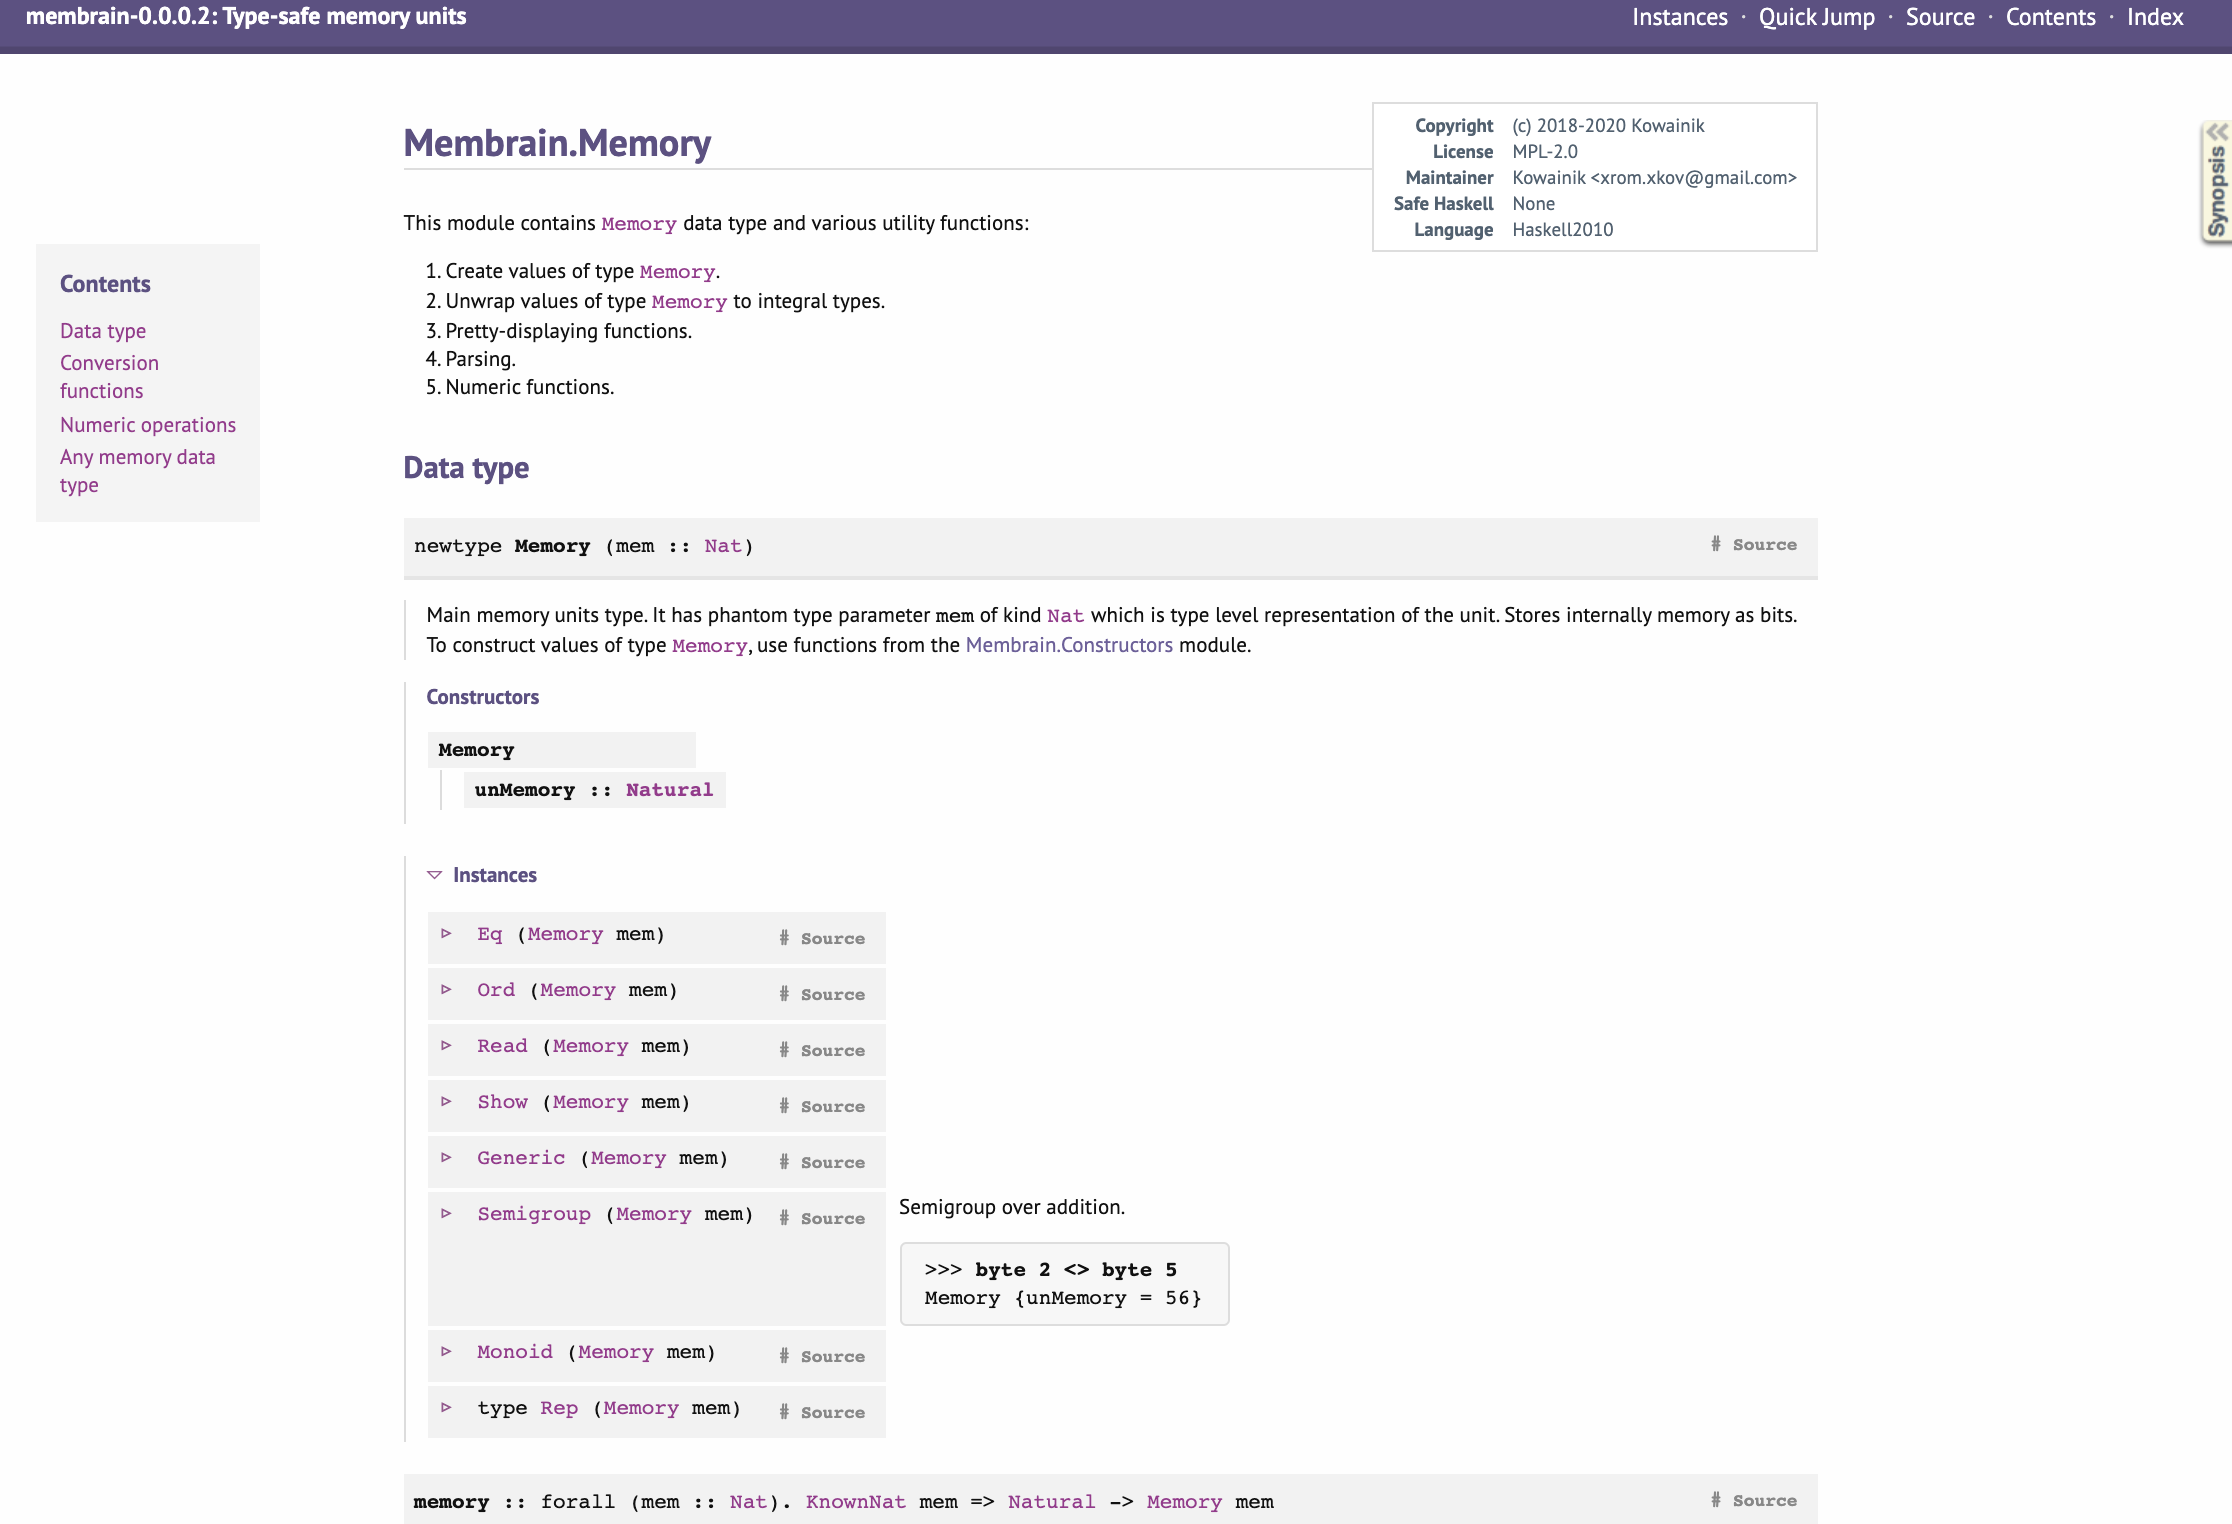 membrain-0.0.0.2: Type-safe memory units
Instances · Quick Jump · Source · Contents · Index
Synopsis
Copyright (c) 2018-2020 Kowainik
License MPL-2.0
Maintainer Kowainik <xrom.xkov@gmail.com>
Safe Haskell None
Language Haskell2010
Contents
Data type
Conversion
functions
Numeric operations
Any memory data
type
Membrain.Memory
This module contains Memory data type and various utility functions:
1. Create values of type Memory.
2. Unwrap values of type Memory to integral types.
3. Pretty-displaying functions.
4. Parsing.
5. Numeric functions.
Data type
newtype Memory (mem :: Nat) # Source
Main memory units type. It has phantom type parameter mem of kind Nat which is type level representation of the unit. Stores internally memory as bits.
To construct values of type Memory, use functions from the Membrain.Constructors module.
Constructors
Memory
unMemory :: Natural
Instances
Eq (Memory mem) # Source
Ord (Memory mem) # Source
Read (Memory mem) # Source
Show (Memory mem) # Source
Generic (Memory mem) # Source
Semigroup (Memory mem) # Source
Semigroup over addition.
>>> byte 2 <> byte 5
Memory {unMemory = 56}
Monoid (Memory mem) # Source
type Rep (Memory mem) # Source
memory :: forall (mem :: Nat). KnownNat mem => Natural -> Memory mem # Source